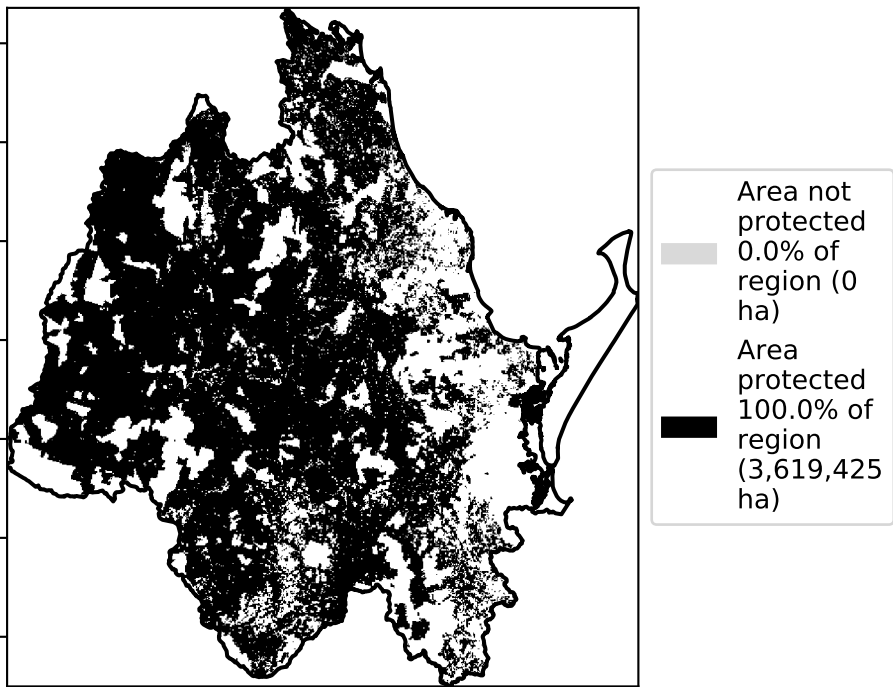 Area not
protected
0.0% of
region (0
ha)
Area
protected
100.0% of
region
(3,619,425
ha)